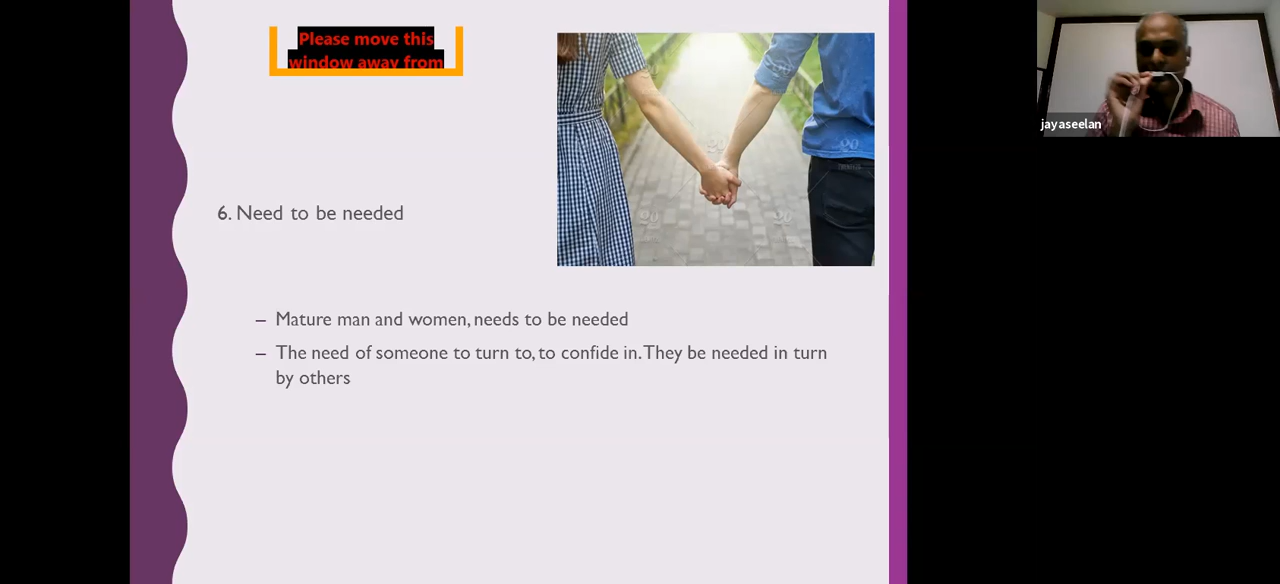 Please move this
window away from
jayaseelan
6. Need to be needed
– Mature man and women, needs to be needed
– The need of someone to turn to, to confide in. They be needed in turn
by others